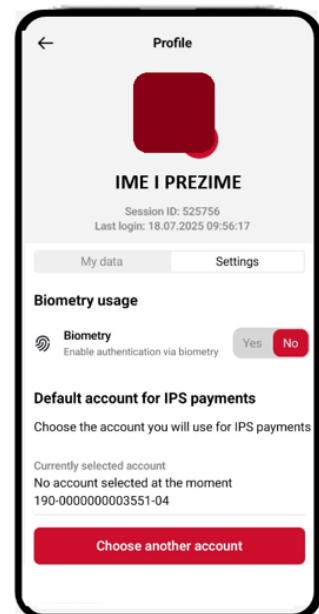 Profile
IME I PREZIME
Session ID: 525756
Last login: 18.07.2025 09:56:17
My data Settings
Biometry usage
Biometry
Enable authentication via biometry
Yes No
Default account for IPS payments
Choose the account you will use for IPS payments
Currently selected account
No account selected at the moment
190-0000000003551-04
Choose another account